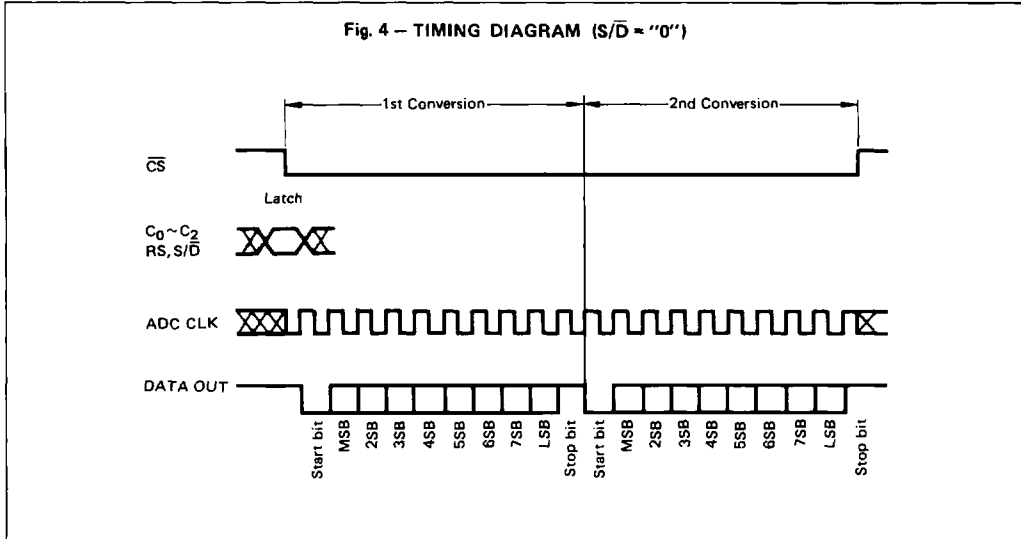 Fig. 4 – TIMING DIAGRAM (S/D̅ = "0")
1st Conversion
2nd Conversion
C̅S̅
Latch
C₀~C₂
RS, S/D̅
ADC CLK
DATA OUT
Start bit
MSB
2SB
3SB
4SB
5SB
6SB
7SB
LSB
Stop bit
Start bit
MSB
2SB
3SB
4SB
5SB
6SB
7SB
LSB
Stop bit